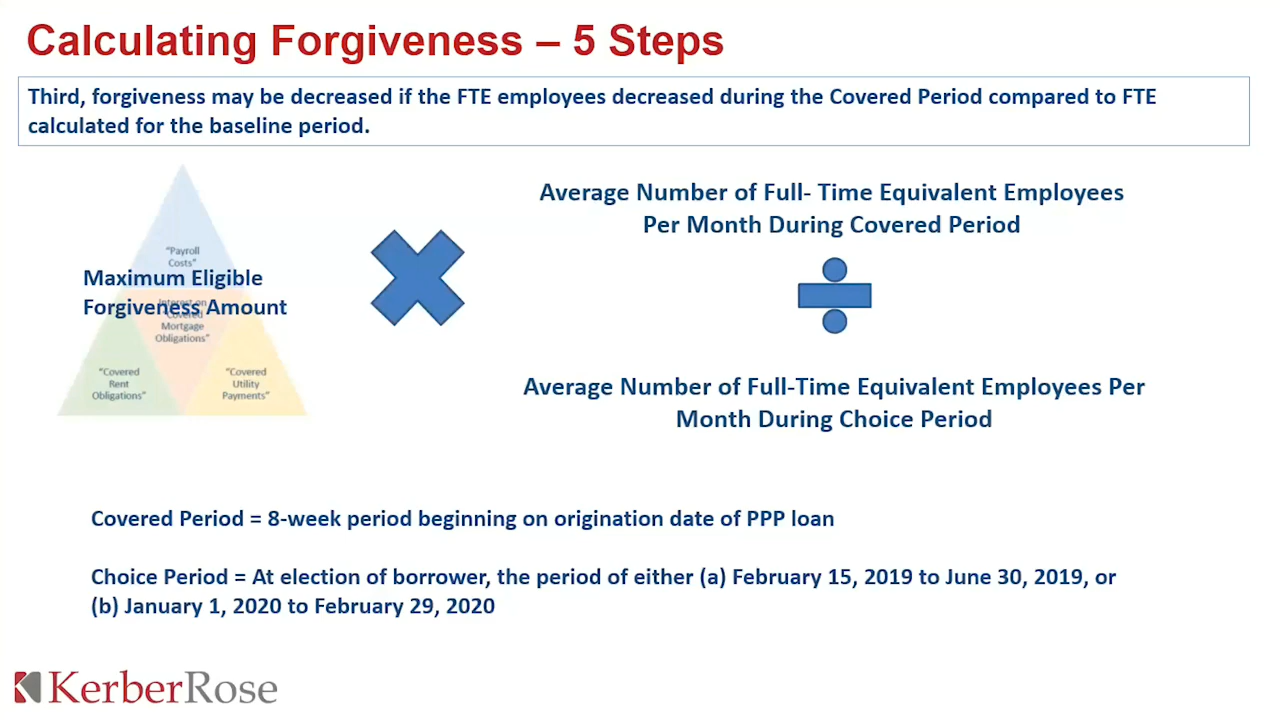 Calculating Forgiveness – 5 Steps
Third, forgiveness may be decreased if the FTE employees decreased during the Covered Period compared to FTE
calculated for the baseline period.
"Payroll
Costs"
Maximum Eligible
Forgiveness Amount
Interest on
Covered
Mortgage
Obligations"
"Covered
Rent
Obligations"
"Covered
Utility
Payments"
Average Number of Full- Time Equivalent Employees
Per Month During Covered Period
Average Number of Full-Time Equivalent Employees Per
Month During Choice Period
Covered Period = 8-week period beginning on origination date of PPP loan
Choice Period = At election of borrower, the period of either (a) February 15, 2019 to June 30, 2019, or
(b) January 1, 2020 to February 29, 2020
KerberRose